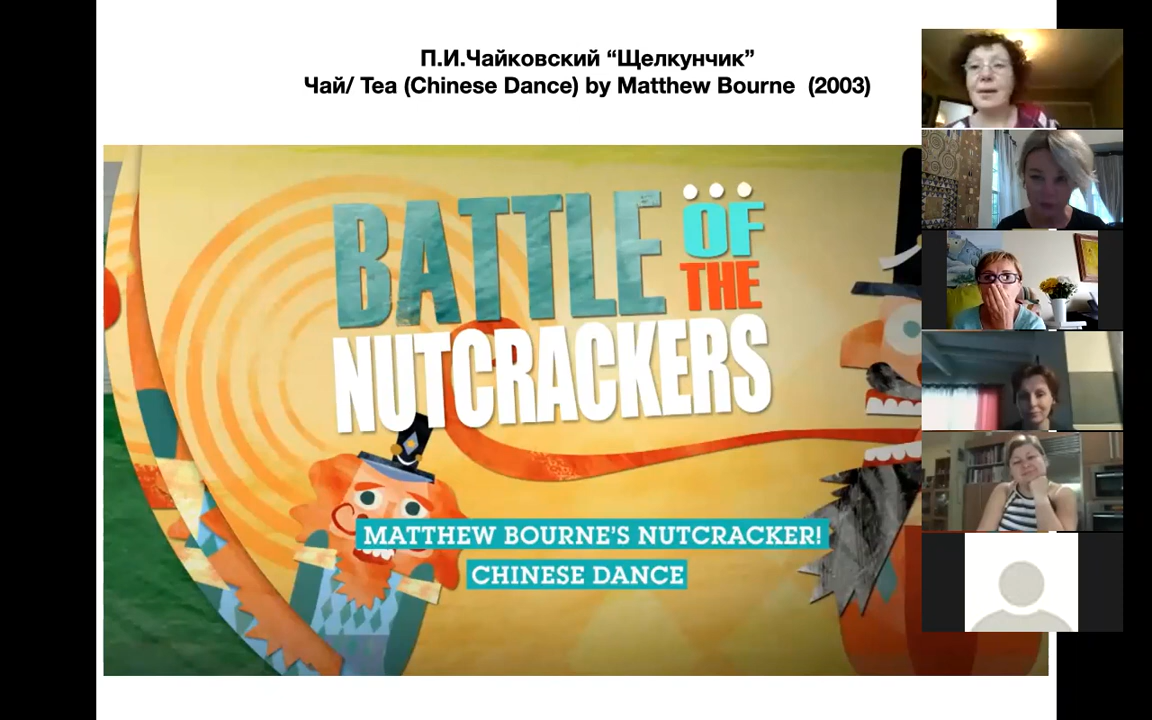 П.И.Чайковский “Щелкунчик”
Чай/ Tea (Chinese Dance) by Matthew Bourne (2003)
BATTLE OF
THE
NUTCRACKERS
MATTHEW BOURNE'S NUTCRACKER!
CHINESE DANCE